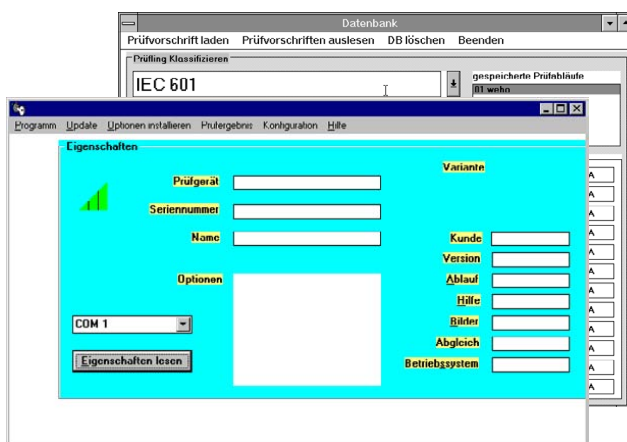 Datenbank
Prüfvorschrift laden Prüfvorschriften auslesen DB löschen Beenden
Prüfling Klassifizieren
IEC 601
gespeicherte Prüfabläufe
01 weho
Programm Update Optionen installieren Prüfergebnis Konfiguration Hilfe
Eigenschaften
Variante
Prüfgerät
Seriennummer
Name
Kunde
Version
Optionen
Ablauf
Hilfe
Bilder
COM 1
Abgleich
Eigenschaften lesen
Betriebssystem
A
A
A
A
A
A
A
A
A
A
A
A